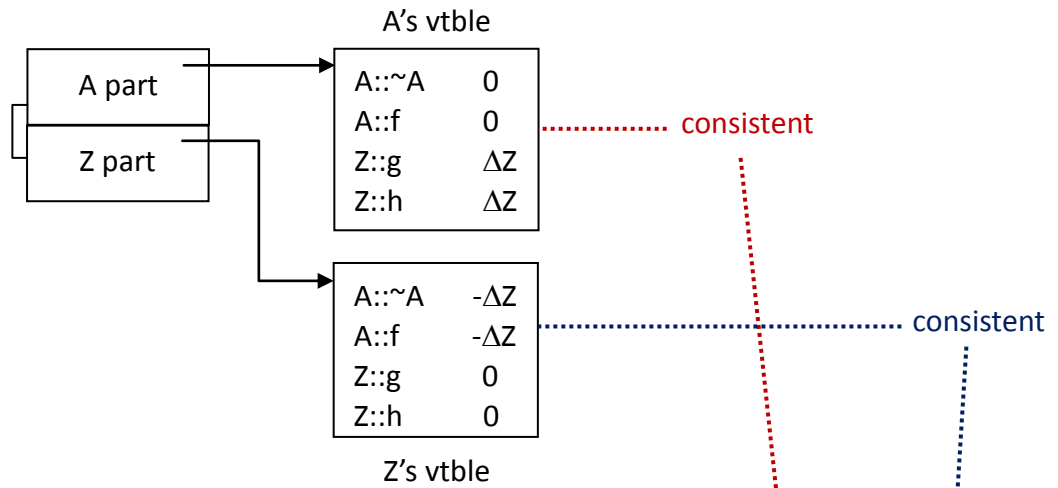 A's vtble
A part
Z part
A::~A 0
A::f 0
Z::g ΔZ
Z::h ΔZ
consistent
A::~A -ΔZ
A::f -ΔZ
Z::g 0
Z::h 0
consistent
Z's vtble